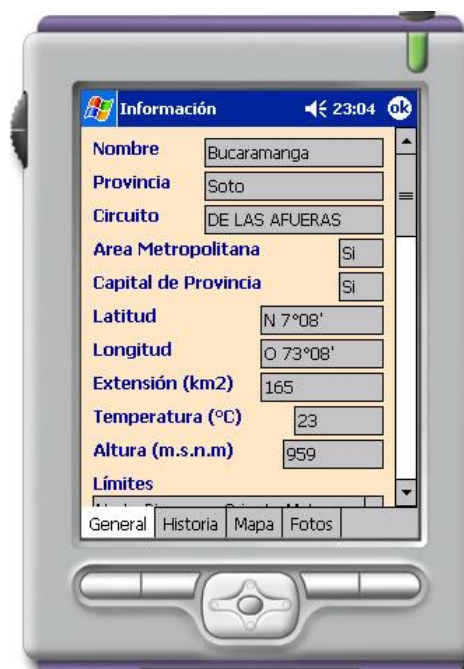 Información 23:04 ok
Nombre Bucaramanga
Provincia Soto
Circuito DE LAS AFUERAS
Area Metropolitana Si
Capital de Provincia Si
Latitud N 7°08'
Longitud O 73°08'
Extensión (km2) 165
Temperatura (°C) 23
Altura (m.s.n.m) 959
Límites
General Historia Mapa Fotos